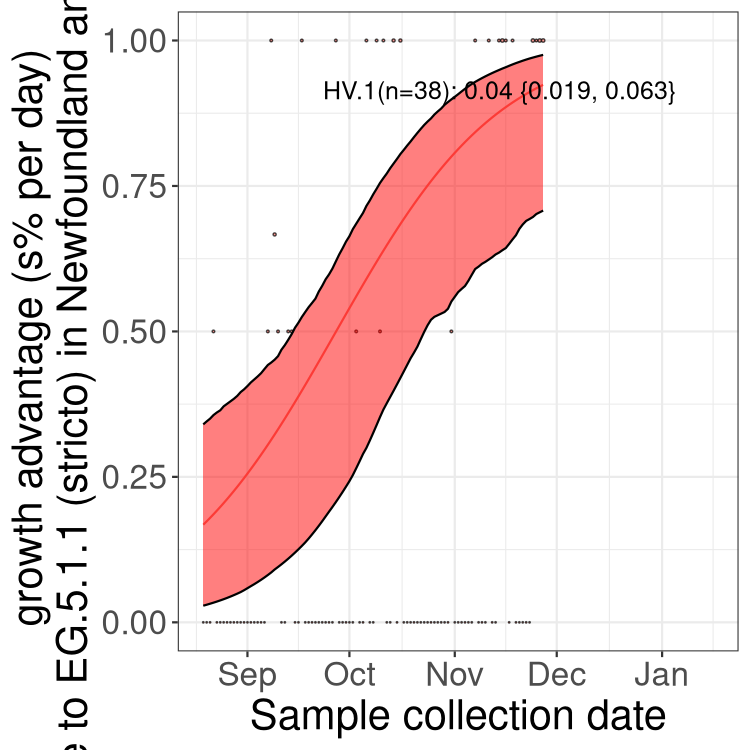 growth advantage (s% per day)
to EG.5.1.1 (stricto) in Newfoundland
1.00
0.75
0.50
0.25
0.00
HV.1(n=38): 0.04 {0.019, 0.063}
Sep Oct Nov Dec Jan
Sample collection date